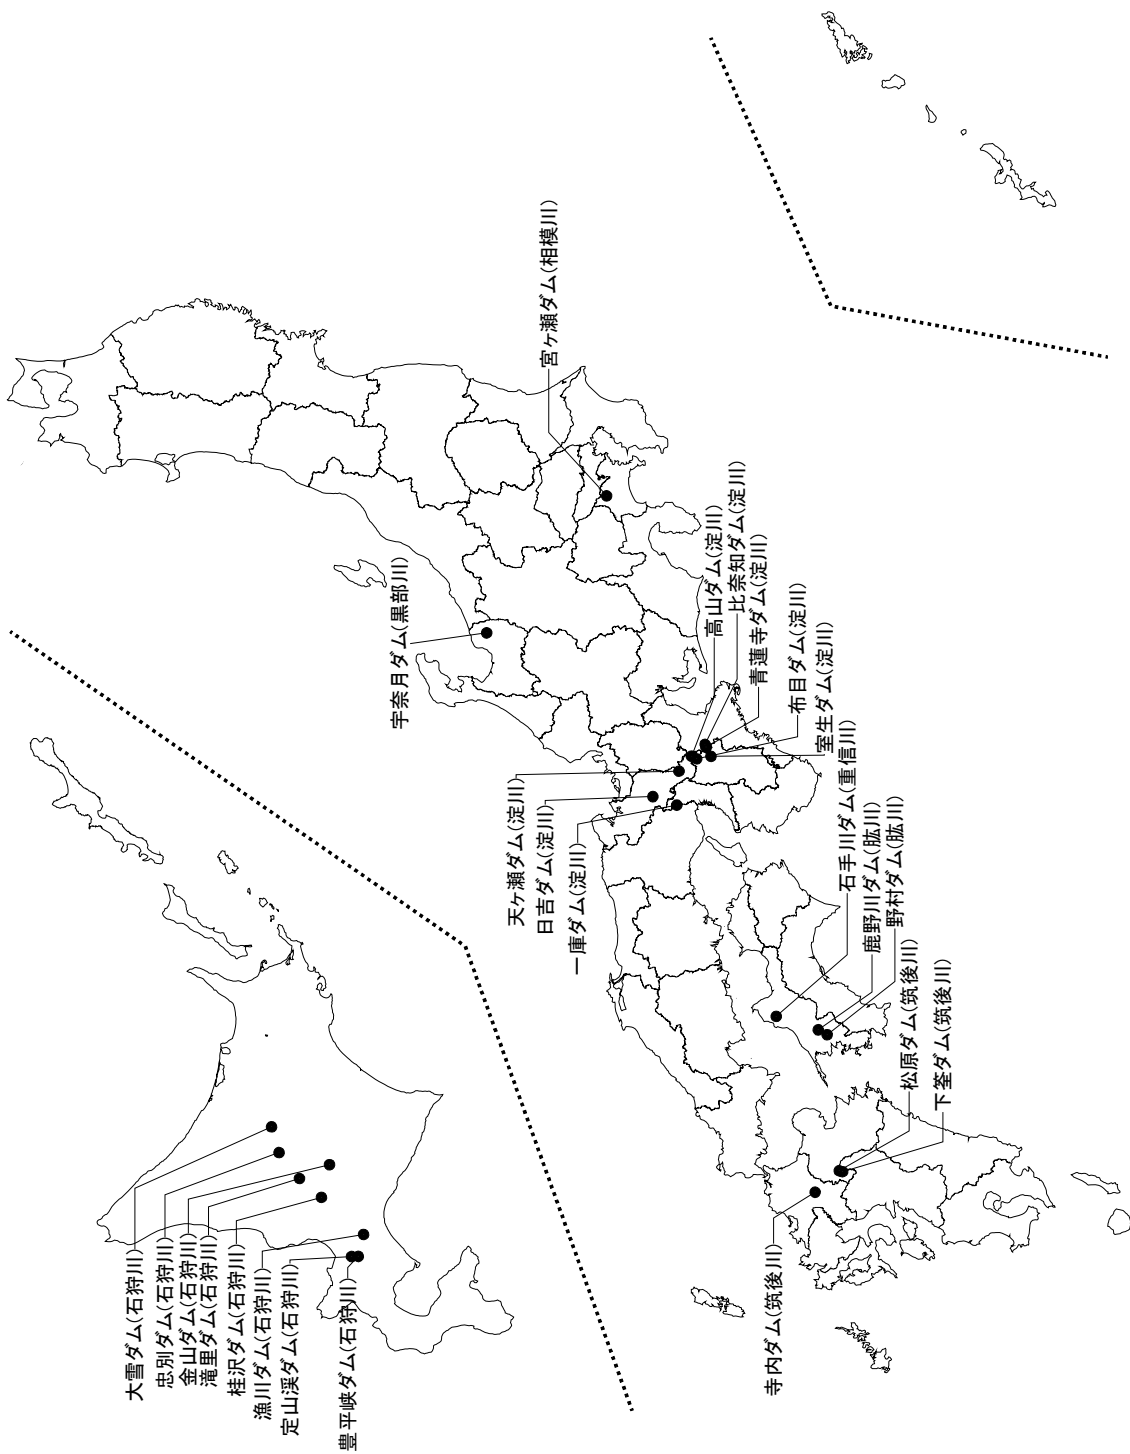 大雪ダム(石狩川)
忠別ダム(石狩川)
金山ダム(石狩川)
滝里ダム(石狩川)
桂沢ダム(石狩川)
漁川ダム(石狩川)
定山渓ダム(石狩川)
豊平峡ダム(石狩川)
宇奈月ダム(黒部川)
宮ヶ瀬ダム(相模川)
天ケ瀬ダム(淀川)
日吉ダム(淀川)
一庫ダム(淀川)
高山ダム(淀川)
比奈知ダム(淀川)
青蓮寺ダム(淀川)
布目ダム(淀川)
室生ダム(淀川)
石手川ダム(重信川)
鹿野川ダム(肱川)
野村ダム(肱川)
松原ダム(筑後川)
下筌ダム(筑後川)
寺内ダム(筑後川)